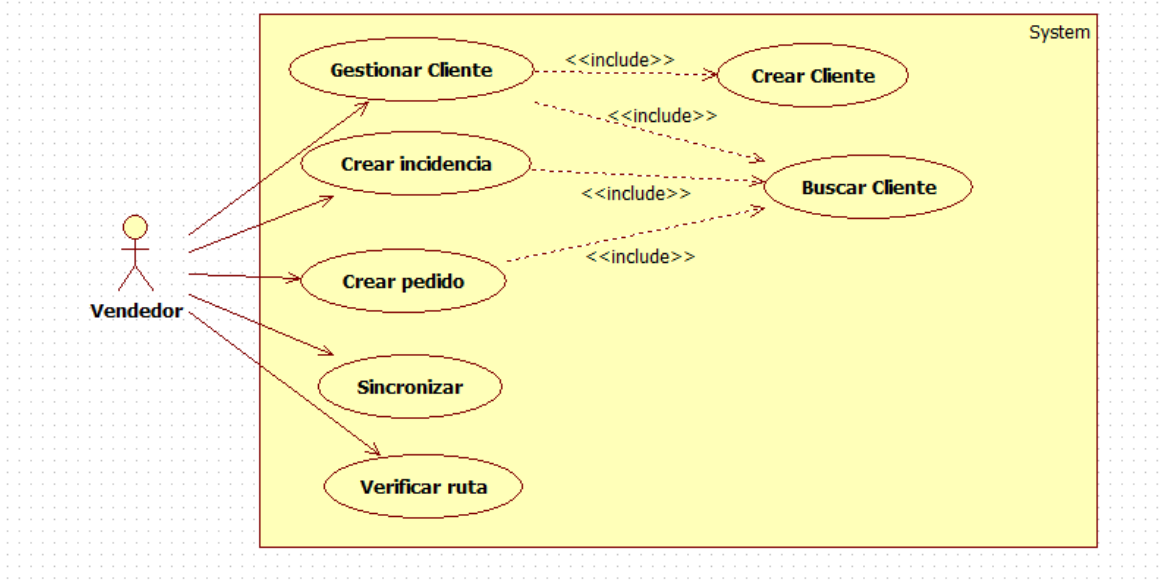 System
Gestionar Cliente
<<include>>
Crear Cliente
<<include>>
Crear incidencia
<<include>>
Buscar Cliente
Crear pedido
<<include>>
Vendedor
Sincronizar
Verificar ruta